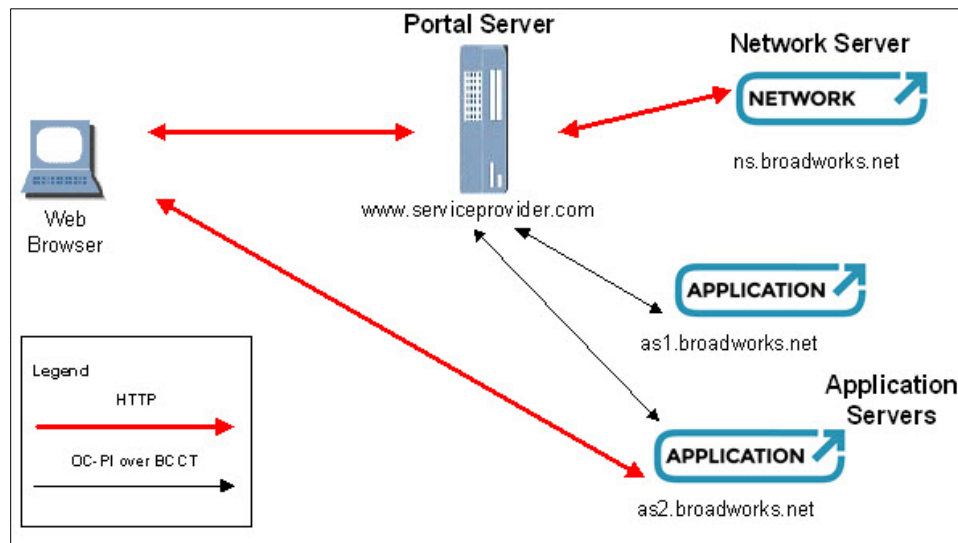 Portal Server
Network Server
NETWORK
ns.broadworks.net
Web
Browser
www.serviceprovider.com
APPLICATION
as1.broadworks.net
Legend
HTTP
OC-PI over BCCT
Application
Servers
APPLICATION
as2.broadworks.net